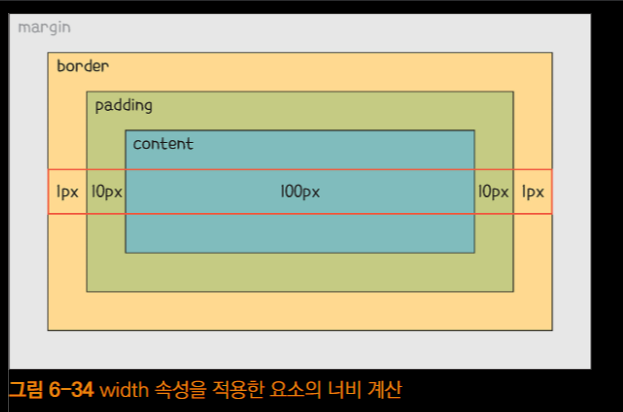 margin
border
padding
content
1px 10px 100px 10px 1px
그림 6-34 width 속성을 적용한 요소의 너비 계산